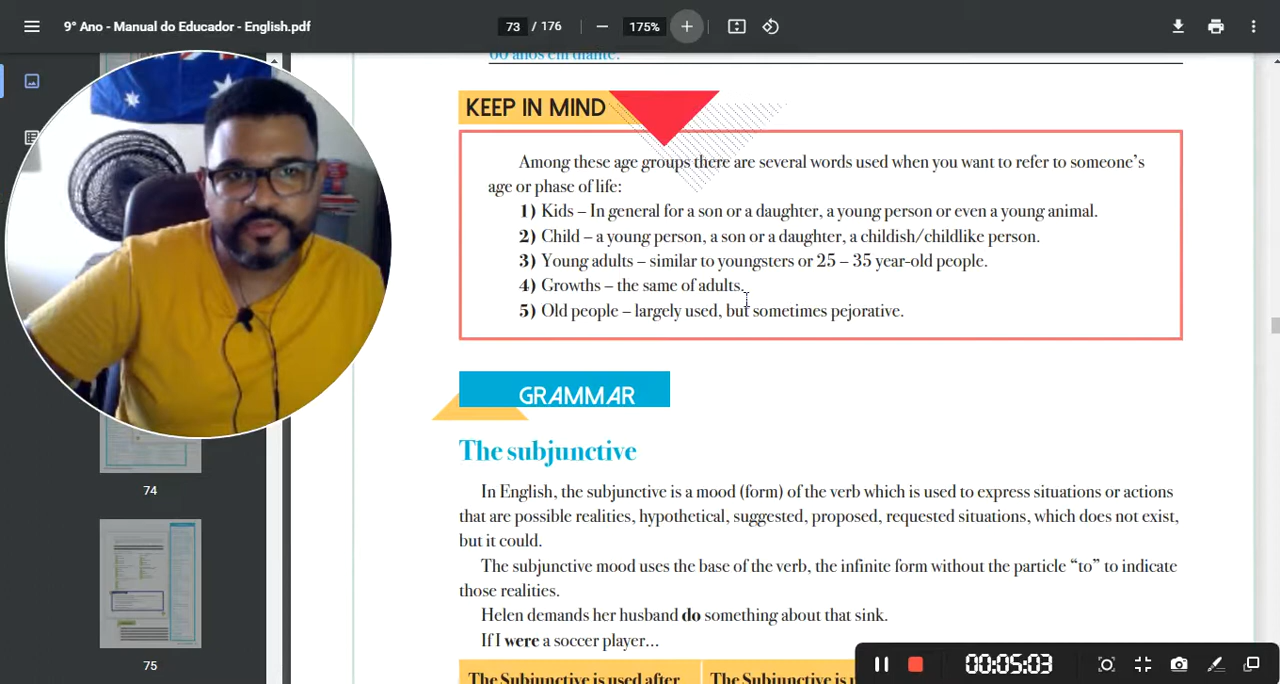 9° Ano - Manual do Educador - English.pdf
73 / 176
175%
60 anos em diante.
KEEP IN MIND
Among these age groups there are several words used when you want to refer to someone's
age or phase of life:
1) Kids – In general for a son or a daughter, a young person or even a young animal.
2) Child – a young person, a son or a daughter, a childish/childlike person.
3) Young adults – similar to youngsters or 25 – 35 year-old people.
4) Growths – the same of adults.
5) Old people – largely used, but sometimes pejorative.
GRAMMAR
The subjunctive
In English, the subjunctive is a mood (form) of the verb which is used to express situations or actions
that are possible realities, hypothetical, suggested, proposed, requested situations, which does not exist,
but it could.
The subjunctive mood uses the base of the verb, the infinite form without the particle “to” to indicate
those realities.
Helen demands her husband do something about that sink.
If I were a soccer player...
The Subjunctive is used after
The Subjunctive is
74
75
00:05:03